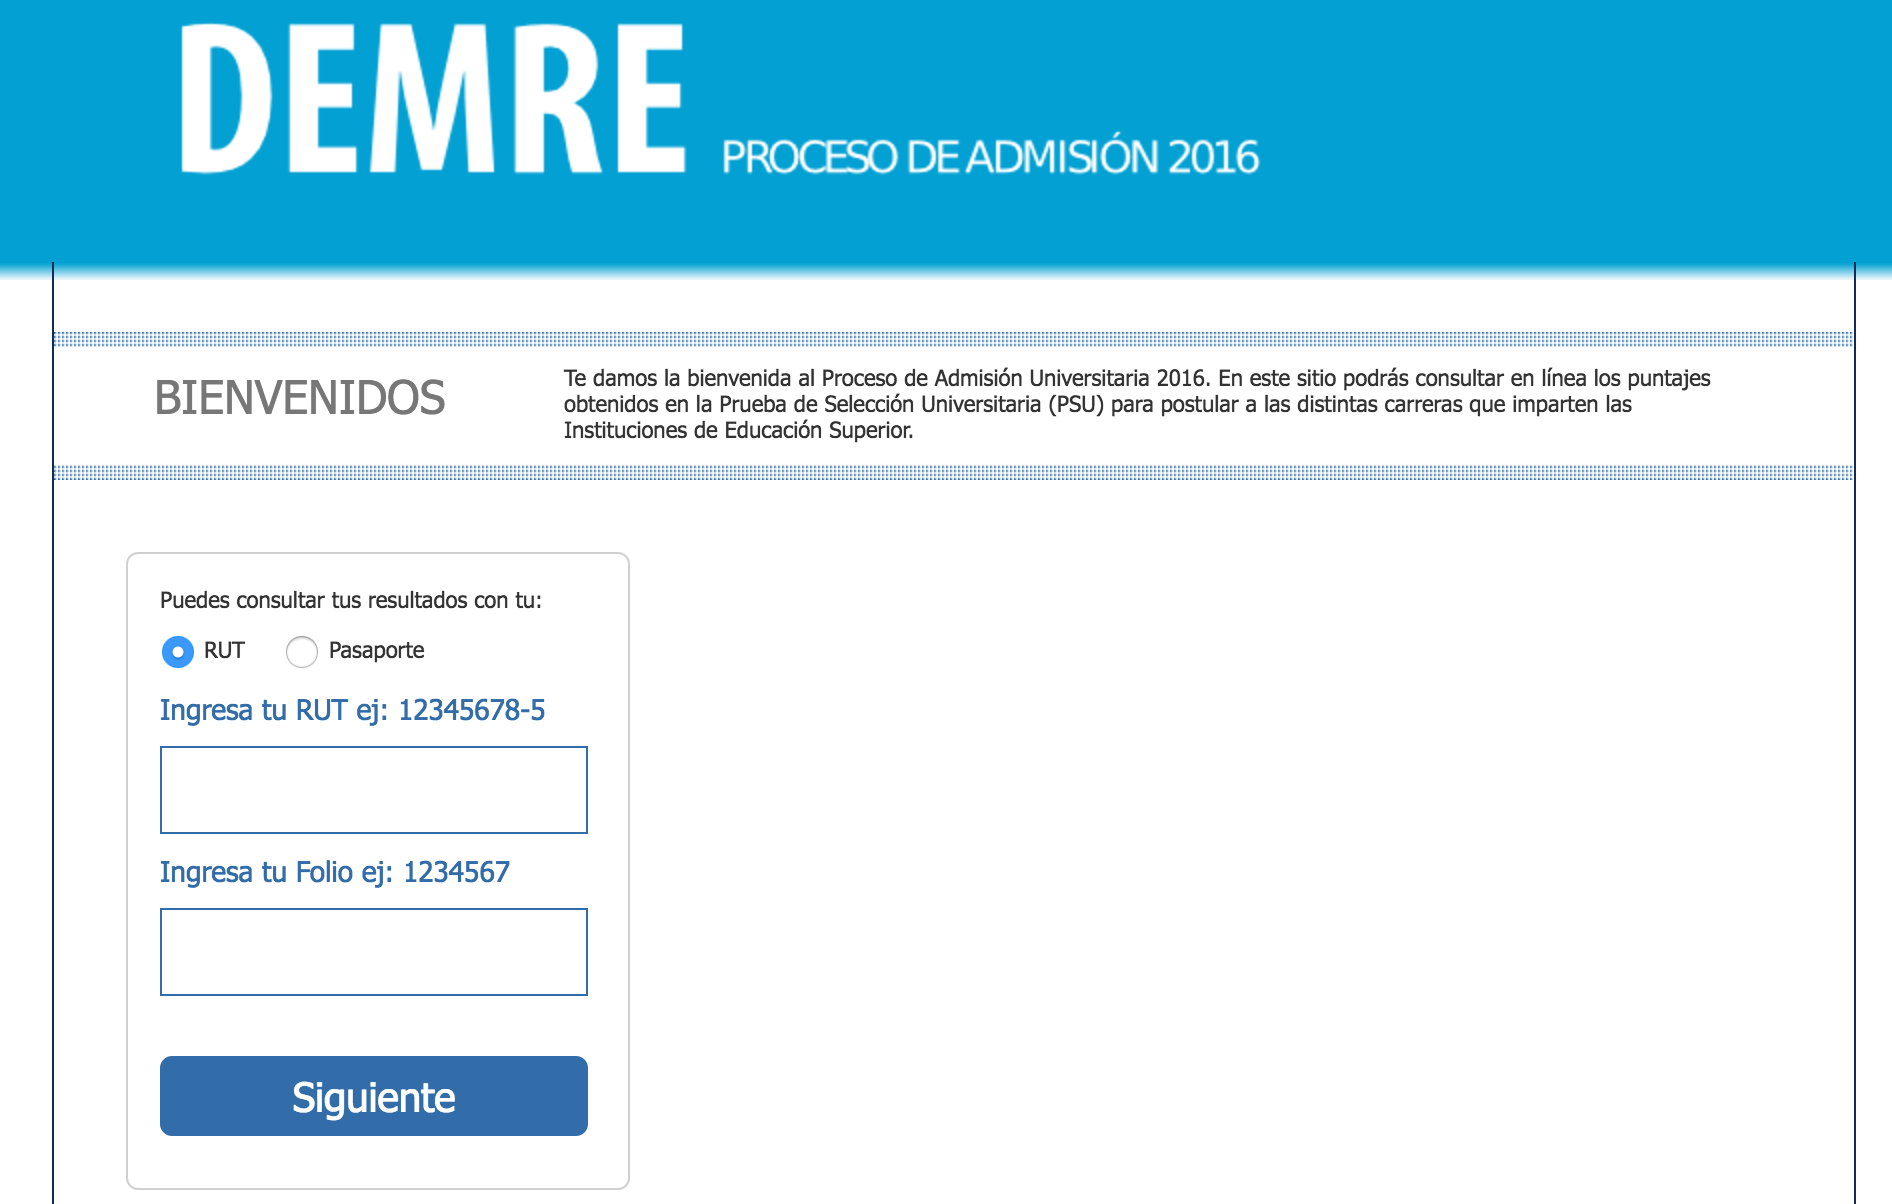 DEMRE PROCESO DE ADMISIÓN 2016
BIENVENIDOS
Te damos la bienvenida al Proceso de Admisión Universitaria 2016. En este sitio podrás consultar en línea los puntajes
obtenidos en la Prueba de Selección Universitaria (PSU) para postular a las distintas carreras que imparten las
Instituciones de Educación Superior.
Puedes consultar tus resultados con tu:
RUT Pasaporte
Ingresa tu RUT ej: 12345678-5
Ingresa tu Folio ej: 1234567
Siguiente